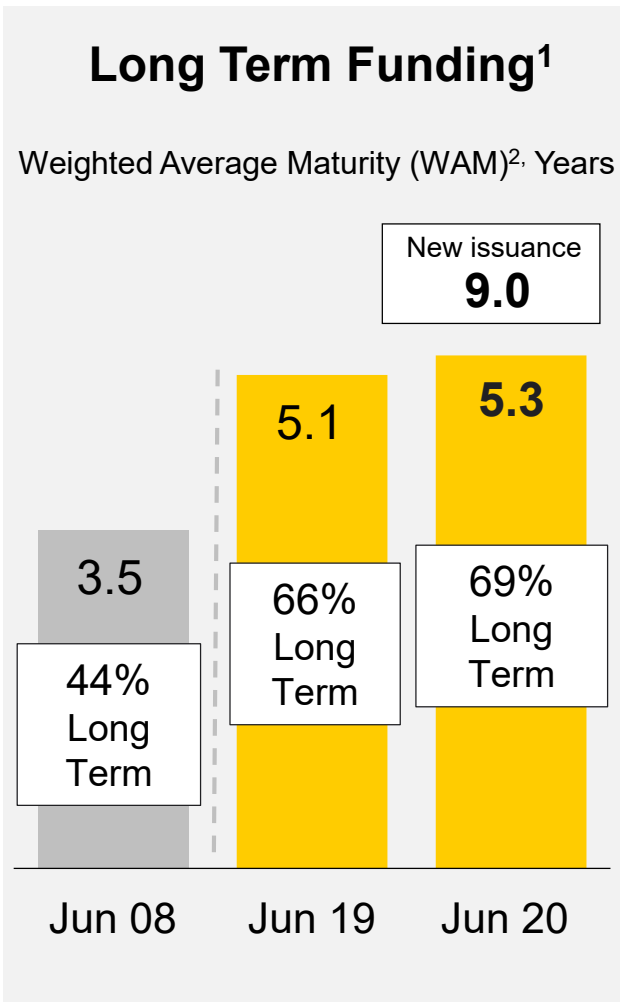 Long Term Funding¹
Weighted Average Maturity (WAM)²˒ Years
New issuance
9.0
3.5
44%
Long
Term
5.1
66%
Long
Term
5.3
69%
Long
Term
Jun 08
Jun 19
Jun 20